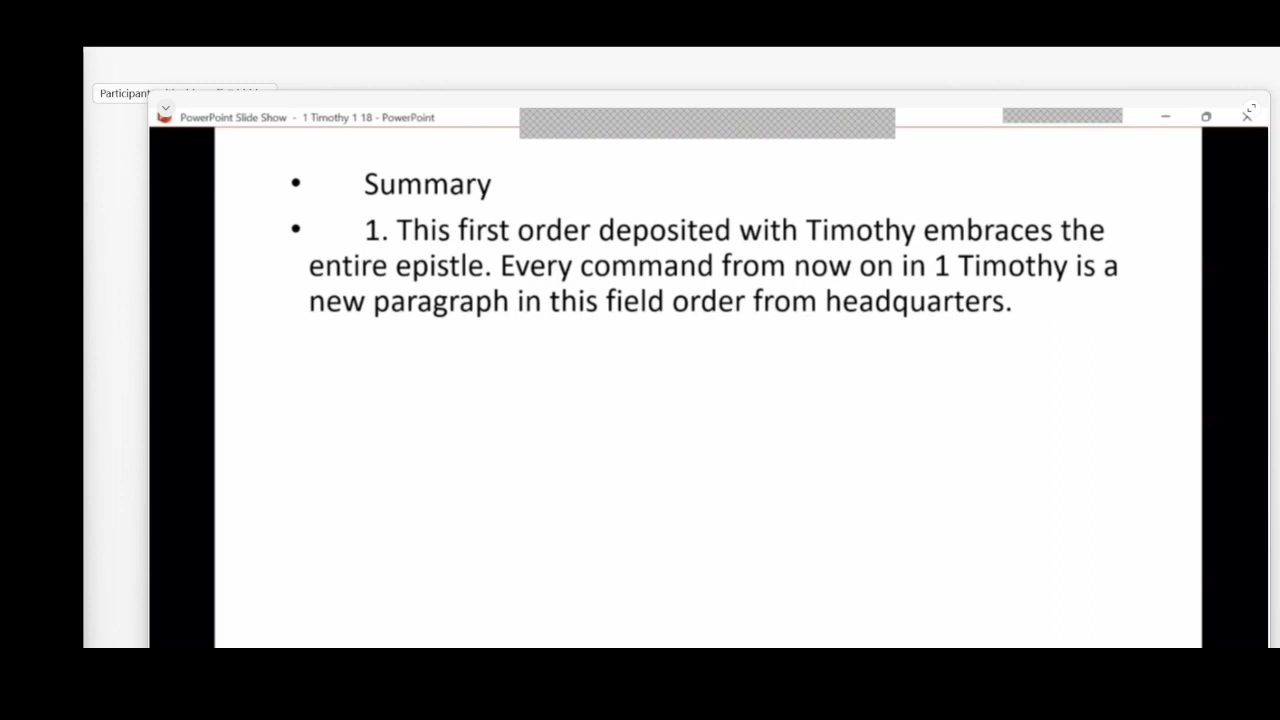 Participant
PowerPoint Slide Show - 1 Timothy 1 18 - PowerPoint
• Summary
• 1. This first order deposited with Timothy embraces the
entire epistle. Every command from now on in 1 Timothy is a
new paragraph in this field order from headquarters.